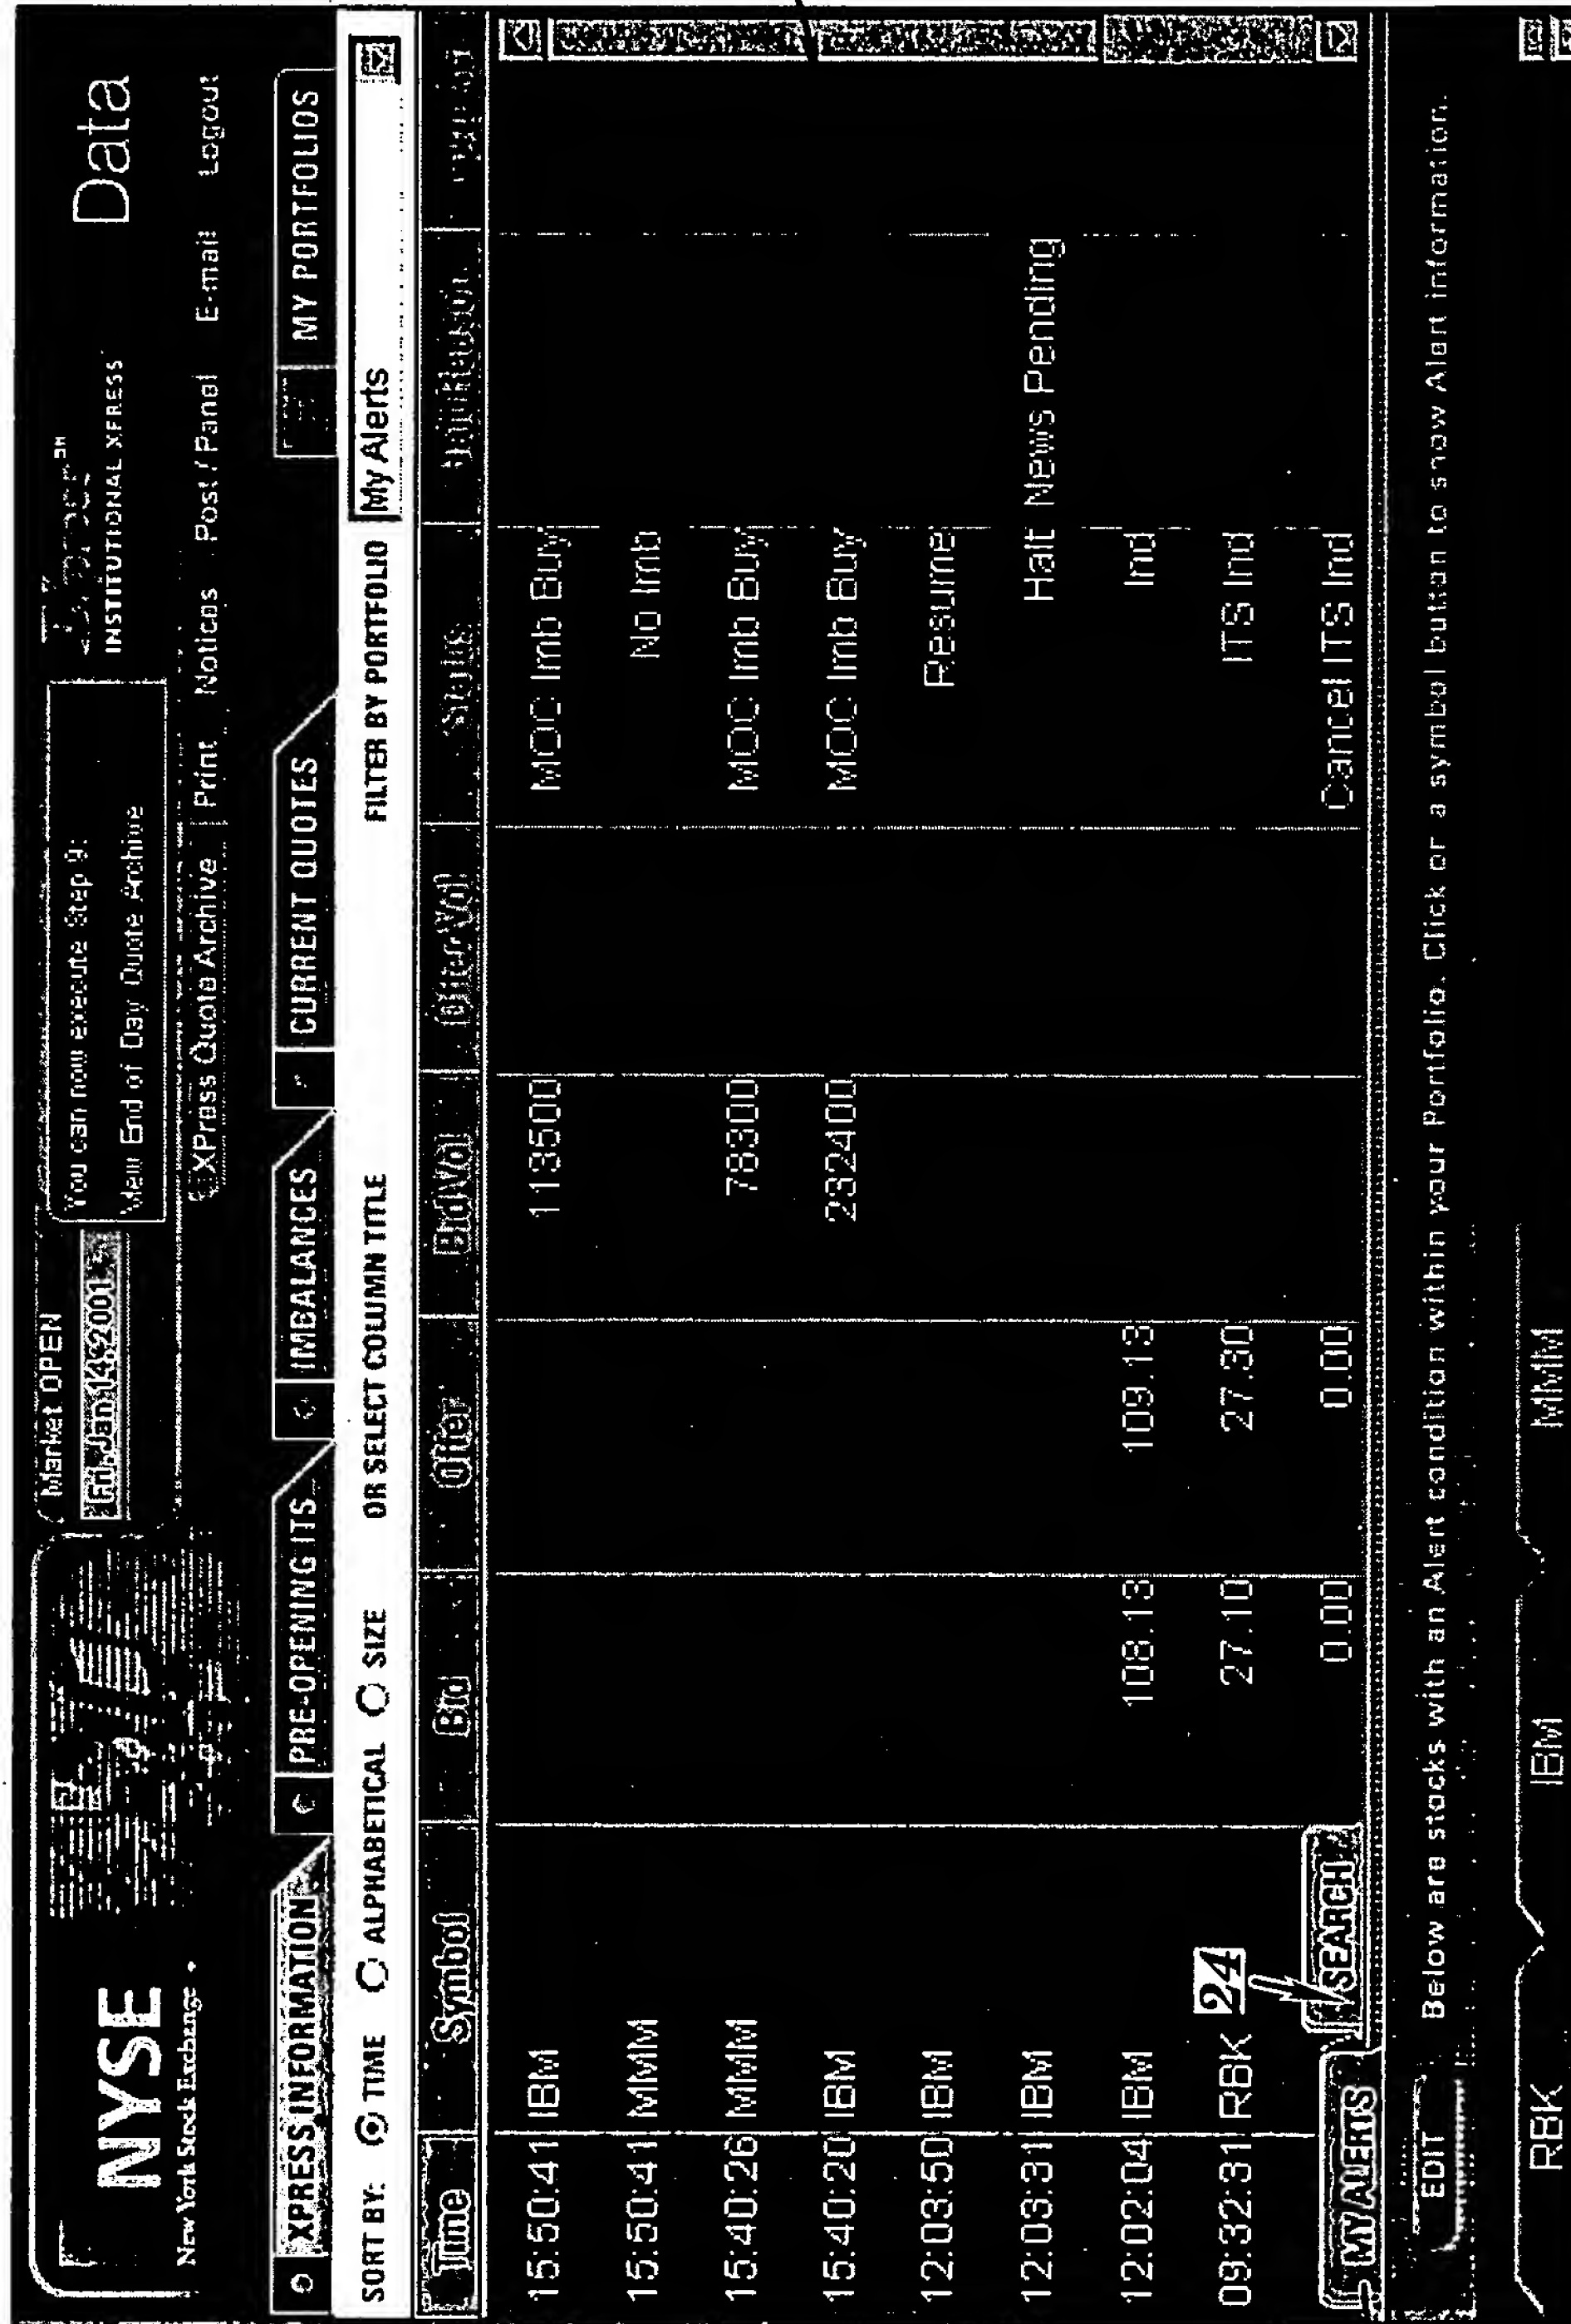 NYSE
New York Stock Exchange
Market OPEN
Fri, Jan 14, 2001
You can now execute Step 9:
View End of Day Quote Archive
INSTITUTIONAL XPRESS
SM
Data
XPress Quote Archive Print Notices Post / Panel E-mail Logout
XPRESS INFORMATION PRE-OPENING ITS IMBALANCES CURRENT QUOTES MY PORTFOLIOS
SORT BY: TIME ALPHABETICAL SIZE OR SELECT COLUMN TITLE FILTER BY PORTFOLIO My Alerts
Time Symbol Bid Offer BidVol OfferVol Status
15:50:41 IBM 113500 MOC Imb Buy
15:50:41 MMM No Imb
15:40:26 MMM 78300 MOC Imb Buy
15:40:20 IBM 232400 MOC Imb Buy
12:03:50 IBM Resume
12:03:31 IBM Halt News Pending
12:02:04 IBM 108.13 109.13 Ind
09:32:31 RBK 27.10 27.30 ITS Ind
24
0.00 0.00 Cancel ITS Ind
MY ALERTS SEARCH
EDIT Below are stocks with an Alert condition within your Portfolio. Click or a symbol button to show Alert information.
RBK IBM MMM